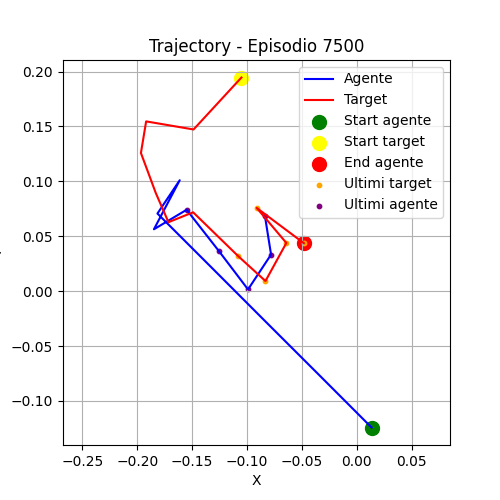 Trajectory - Episodio 7500
Agente
Target
Start agente
Start target
End agente
Ultimi target
Ultimi agente
0.20
0.15
0.10
0.05
0.00
−0.05
−0.10
−0.25
−0.20
−0.15
−0.10
−0.05
0.00
0.05
X